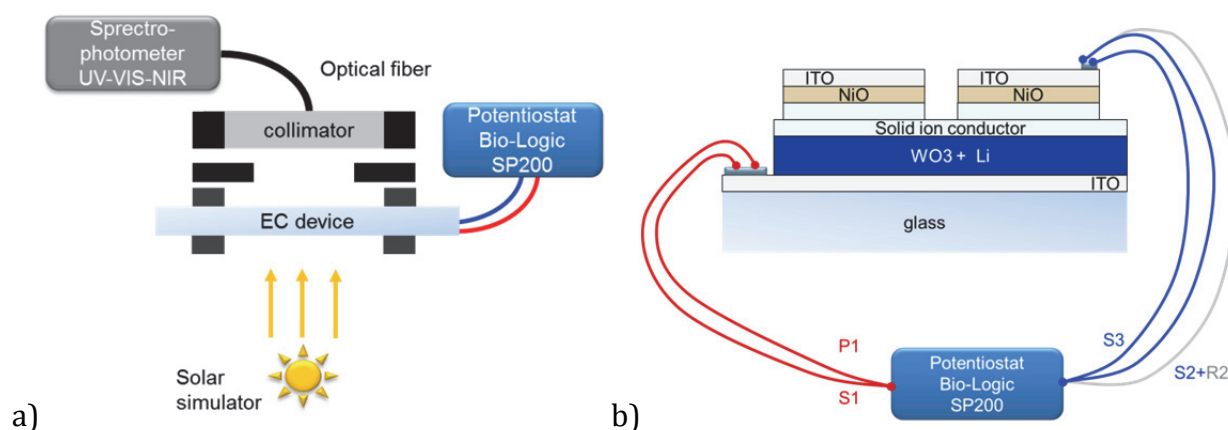 Sprectro-
photometer
UV-VIS-NIR
Optical fiber
collimator
Potentiostat
Bio-Logic
SP200
EC device
Solar
simulator
a)
ITO
NiO
ITO
NiO
Solid ion conductor
WO3 + Li
ITO
glass
P1
S1
Potentiostat
Bio-Logic
SP200
S3
S2+R2
b)